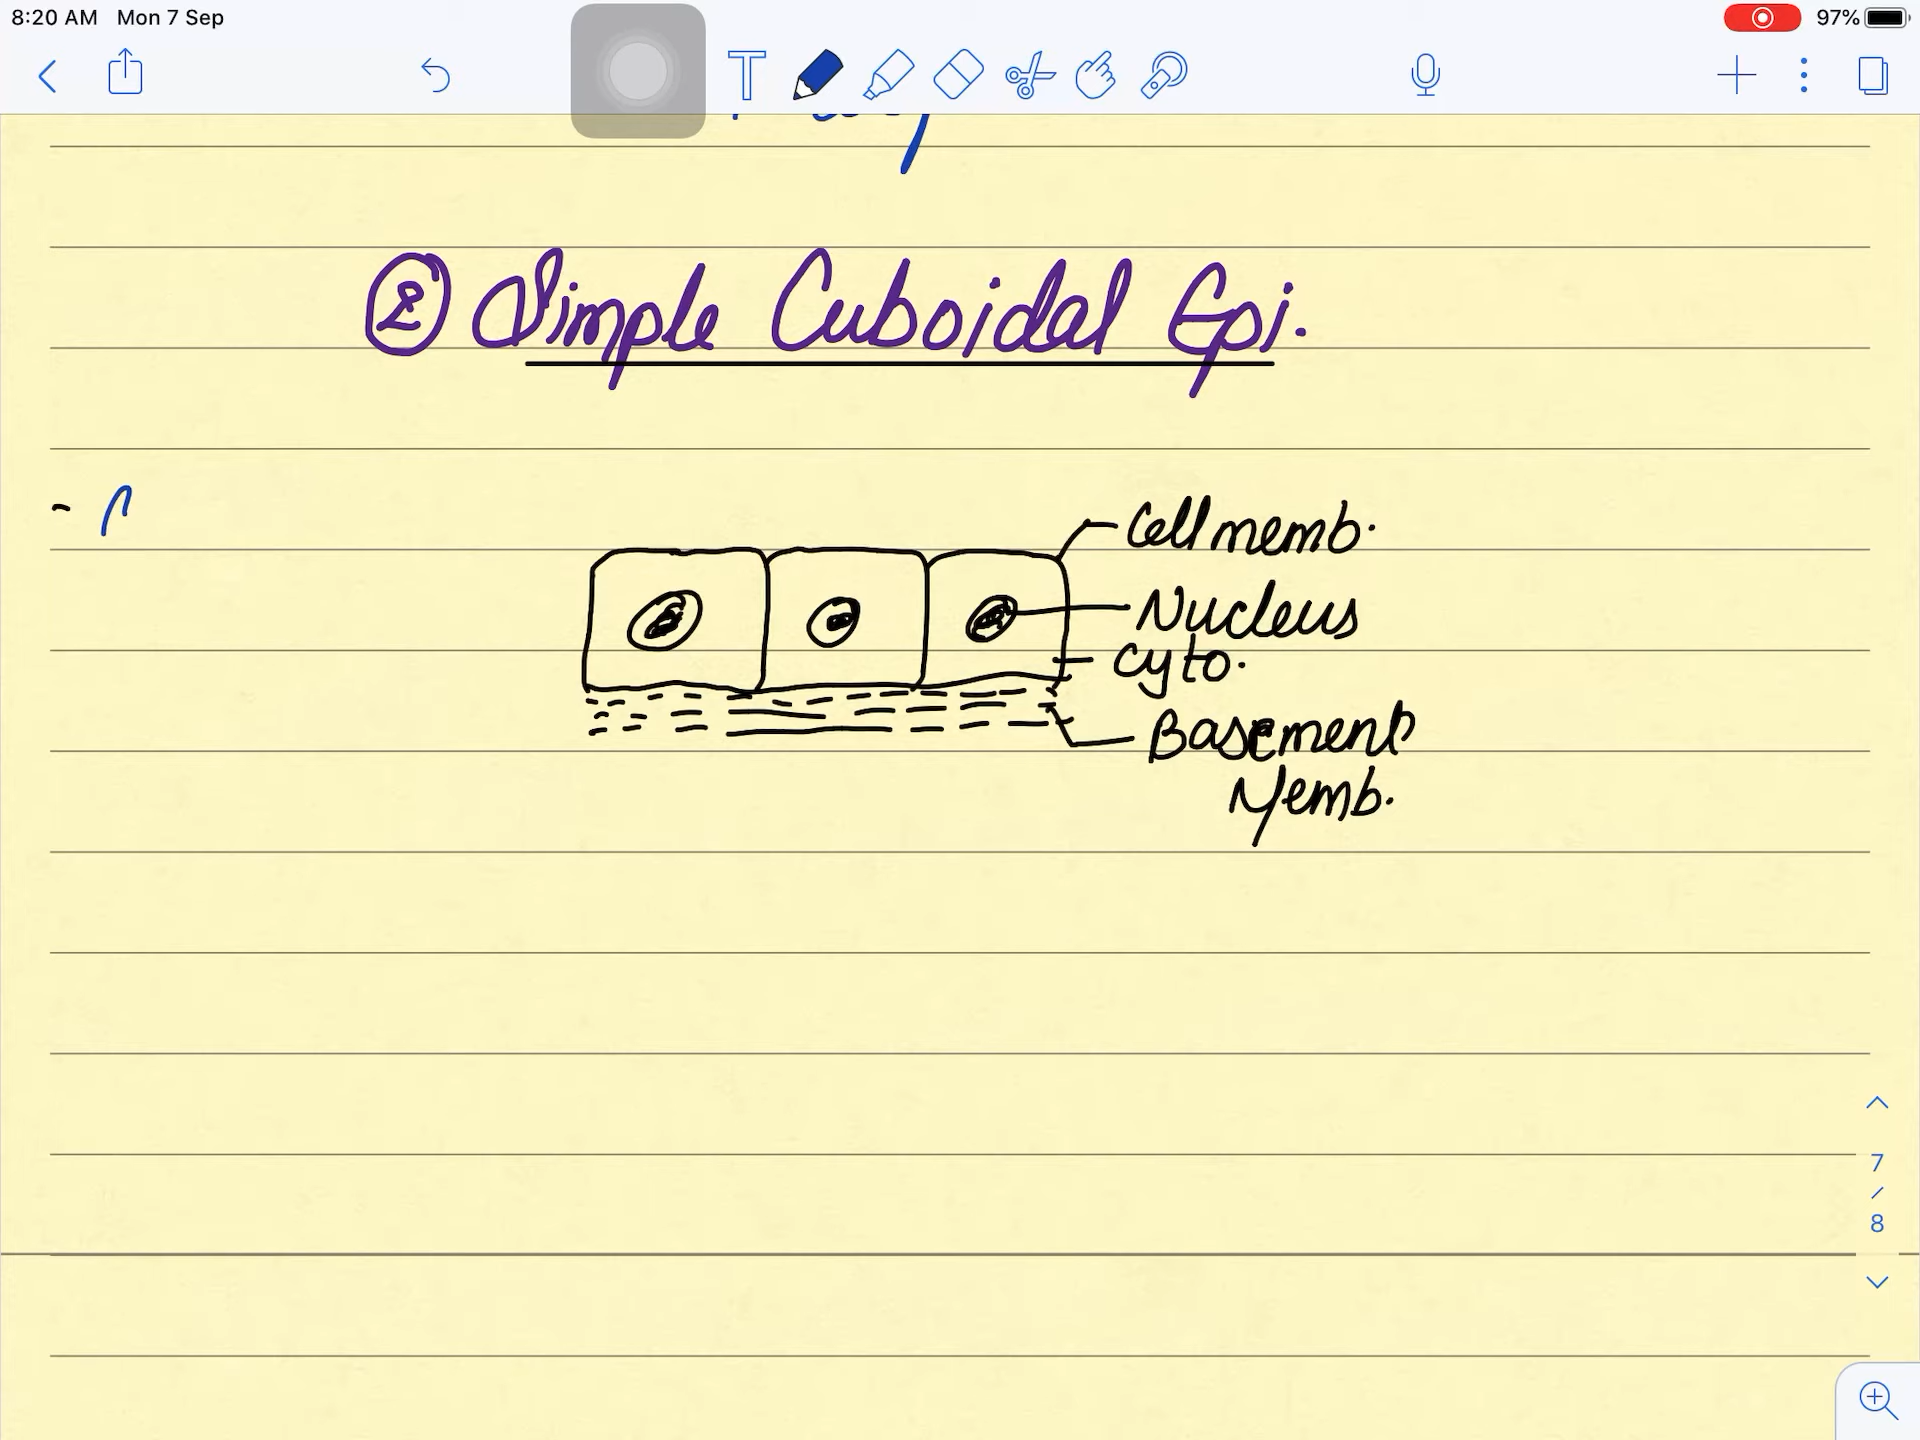 8:20 AM Mon 7 Sep
97%
T
② Simple Cuboidal Epi.
-
Cell memb.
Nucleus
Cyto.
Basement
Memb.
7
/
8